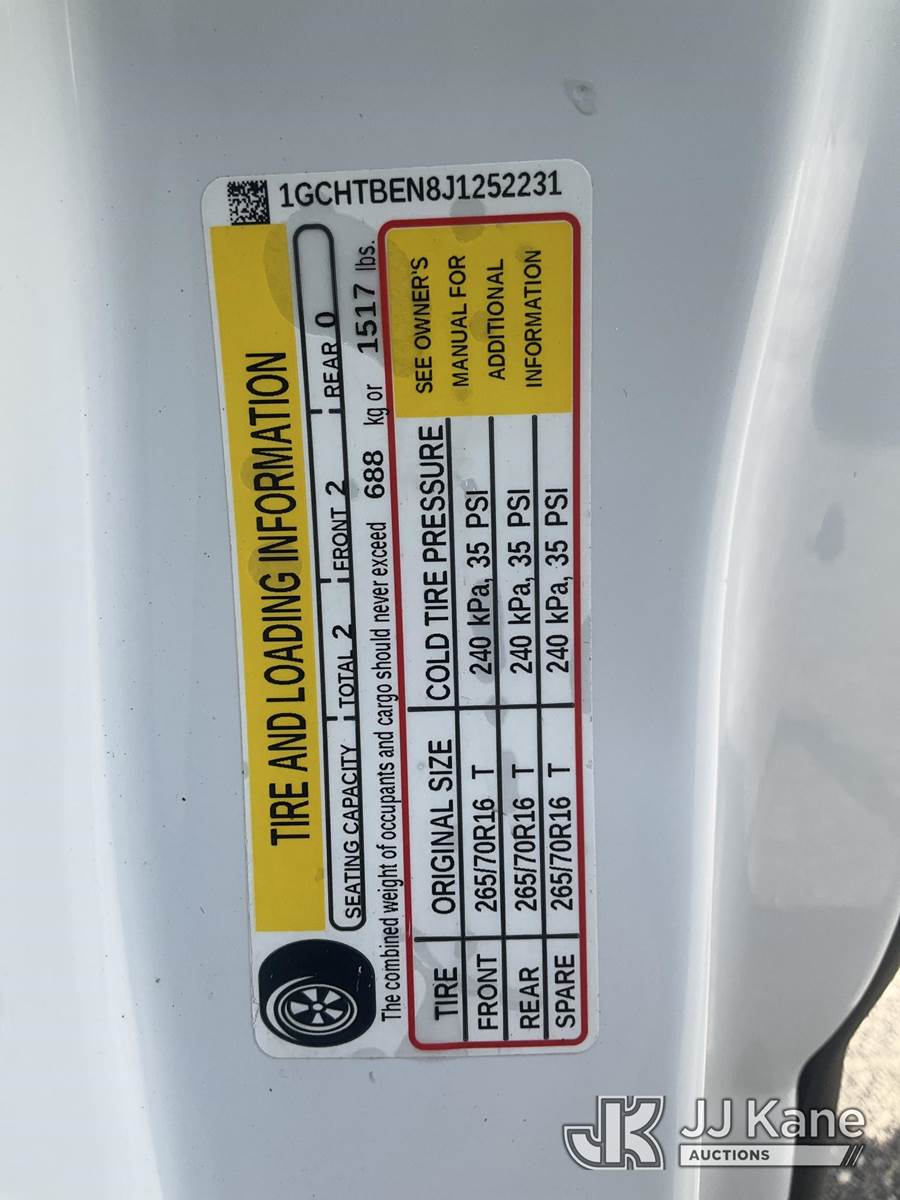 1GCHTBEN8J1252231
TIRE AND LOADING INFORMATION
SEATING CAPACITY TOTAL 2 FRONT 2 REAR 0
The combined weight of occupants and cargo should never exceed 688 kg or 1517 lbs.
TIRE ORIGINAL SIZE COLD TIRE PRESSURE
FRONT 265/70R16 T 240 kPa, 35 PSI
REAR 265/70R16 T 240 kPa, 35 PSI
SPARE 265/70R16 T 240 kPa, 35 PSI
SEE OWNER'S
MANUAL FOR
ADDITIONAL
INFORMATION
JK JJ Kane
AUCTIONS